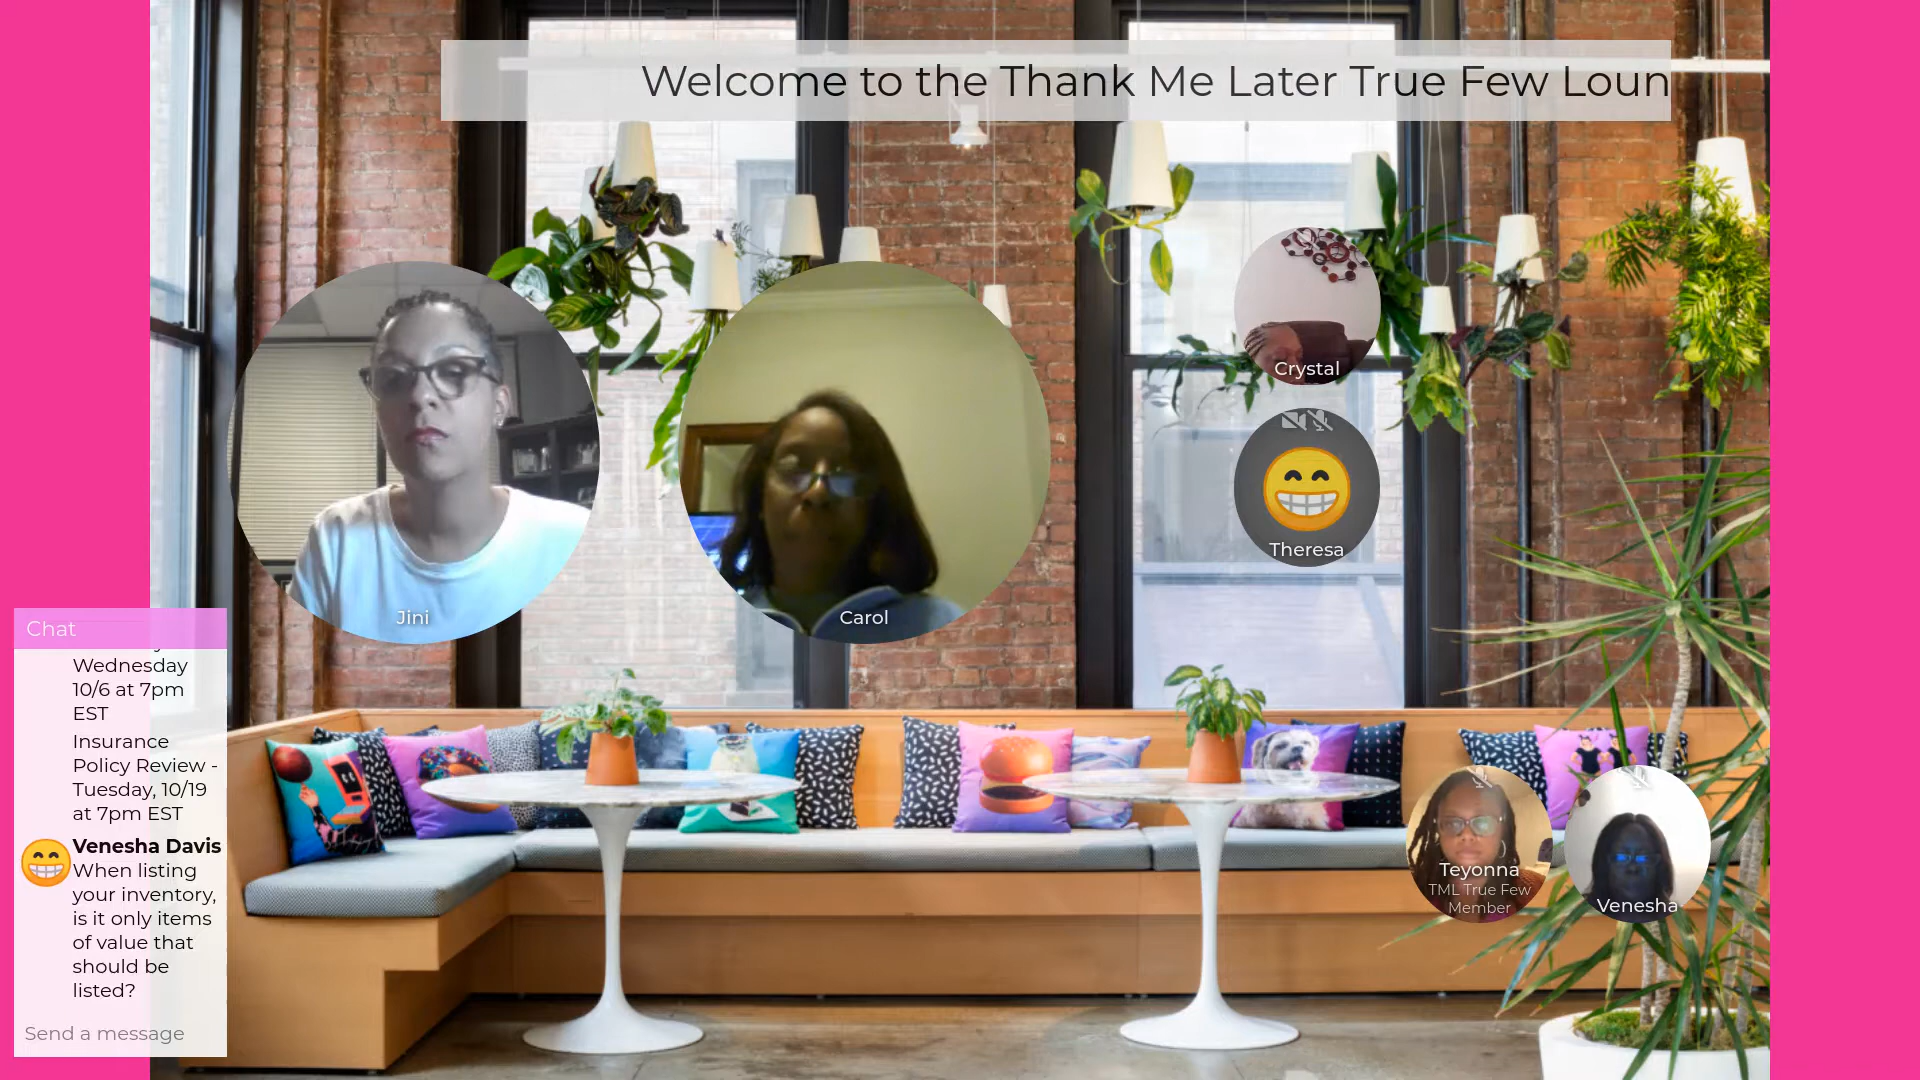 Welcome to the Thank Me Later True Few Loun
Crystal
Theresa
Jini
Carol
Chat
Wednesday
10/6 at 7pm
EST
Insurance
Policy Review -
Tuesday, 10/19
at 7pm EST
Venesha Davis
When listing
your inventory,
is it only items
of value that
should be
listed?
Send a message
Teyonna
TML True Few
Member
Venesha